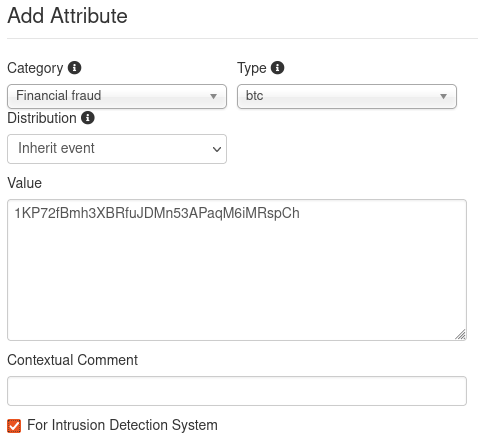 Add Attribute
Category Type
Financial fraud btc
Distribution
Inherit event
Value
1KP72fBmh3XBRfuJDMn53APaqM6iMRspCh
Contextual Comment
For Intrusion Detection System